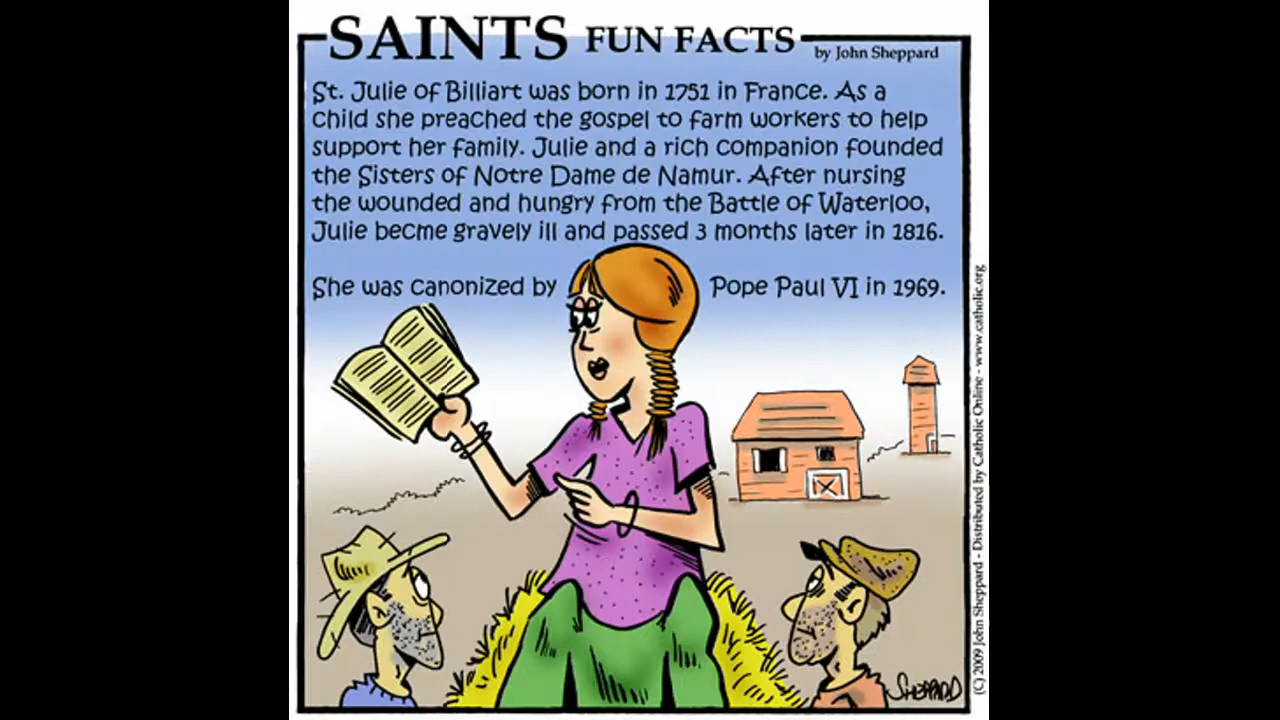 SAINTS FUN FACTS by John Sheppard
St. Julie of Billiart was born in 1751 in France. As a
child she preached the gospel to farm workers to help
support her family. Julie and a rich companion founded
the Sisters of Notre Dame de Namur. After nursing
the wounded and hungry from the Battle of Waterloo,
Julie becme gravely ill and passed 3 months later in 1816.
She was canonized by Pope Paul VI in 1969.
(C) 2009 John Sheppard - Distributed by Catholic Online - www.catholic.org
SHEPPARD